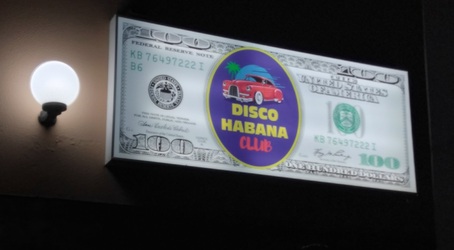 100
FEDERAL RESERVE NOTE
KB 76497222 I
B6
100
THE
UNITED STATES
OF AMERICA
DISCO
HABANA
CLUB
KB 76497222 I
100
100
ONE HUNDRED DOLLARS